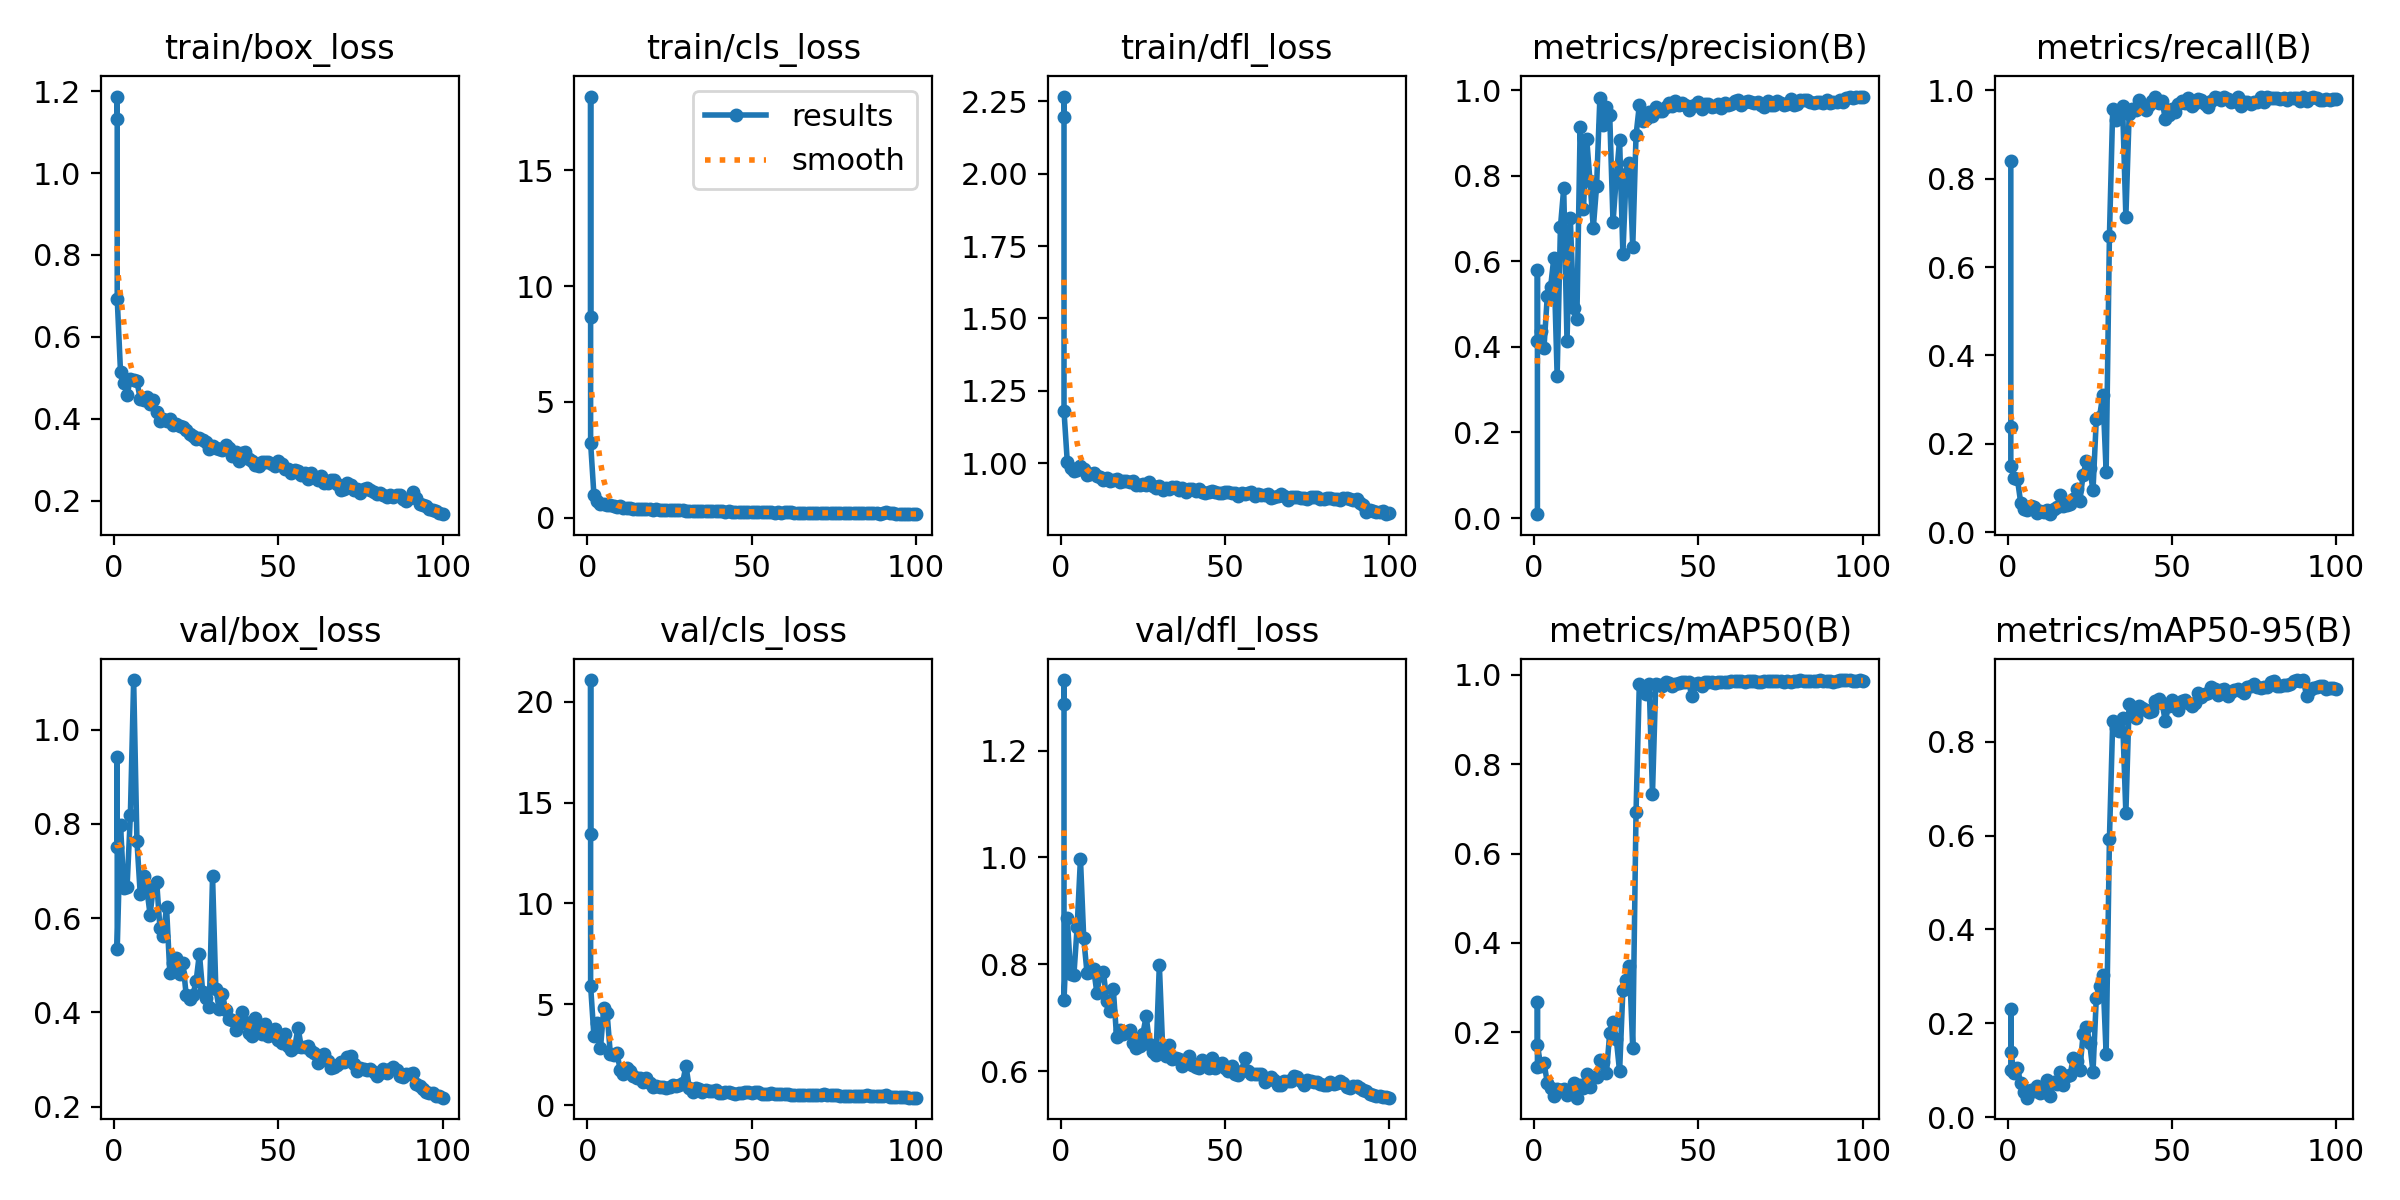 train/box_loss
1.2
1.0
0.8
0.6
0.4
0.2
0 50 100
train/cls_loss
results
smooth
15
10
5
0
0 50 100
train/dfl_loss
2.25
2.00
1.75
1.50
1.25
1.00
0 50 100
metrics/precision(B)
1.0
0.8
0.6
0.4
0.2
0.0
0 50 100
metrics/recall(B)
1.0
0.8
0.6
0.4
0.2
0.0
0 50 100
val/box_loss
1.0
0.8
0.6
0.4
0.2
0 50 100
val/cls_loss
20
15
10
5
0
0 50 100
val/dfl_loss
1.2
1.0
0.8
0.6
0 50 100
metrics/mAP50(B)
1.0
0.8
0.6
0.4
0.2
0 50 100
metrics/mAP50-95(B)
0.8
0.6
0.4
0.2
0.0
0 50 100